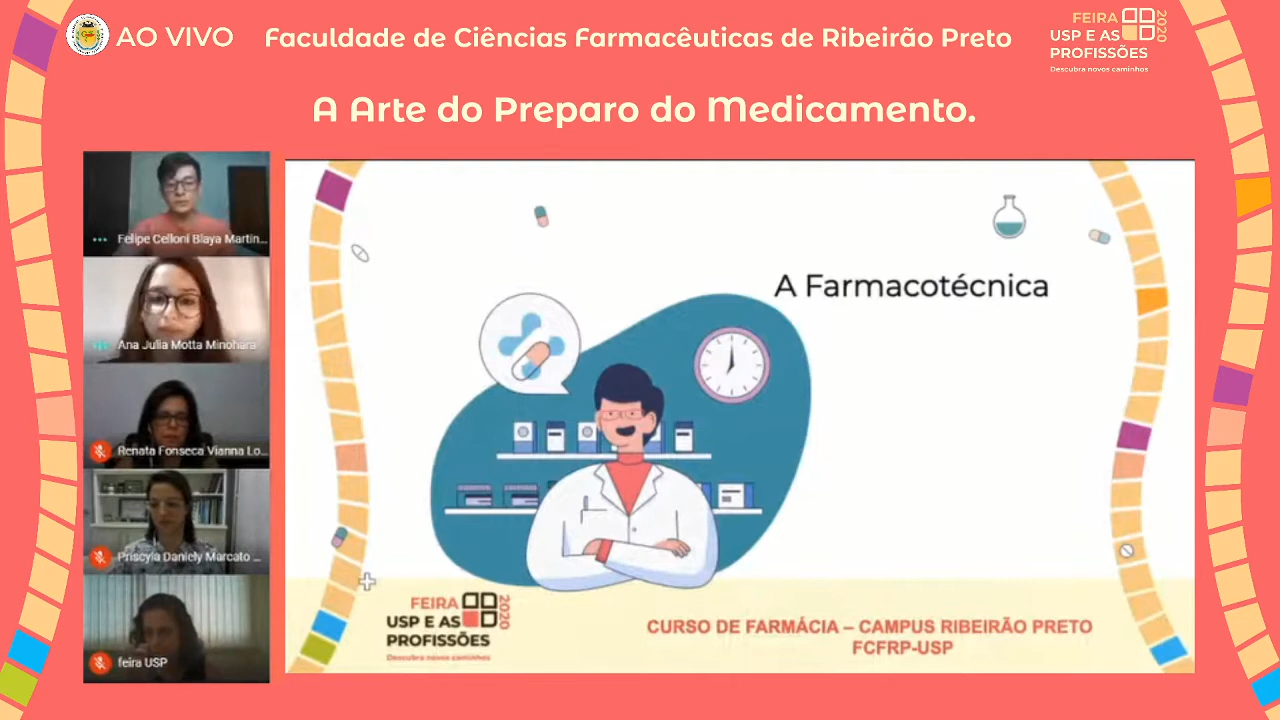 AO VIVO
Faculdade de Ciências Farmacêuticas de Ribeirão Preto
FEIRA
USP E AS
PROFISSÕES
2020
Descubra novos caminhos
A Arte do Preparo do Medicamento.
Felipe Celloni Blaya Martin...
Ana Julia Motta Minohara
Renata Fonseca Vianna Lo...
Priscyla Daniely Marcato ...
feira USP
A Farmacotécnica
FEIRA
USP E AS
PROFISSÕES
2020
Descubra novos caminhos
CURSO DE FARMÁCIA – CAMPUS RIBEIRÃO PRETO
FCFRP-USP